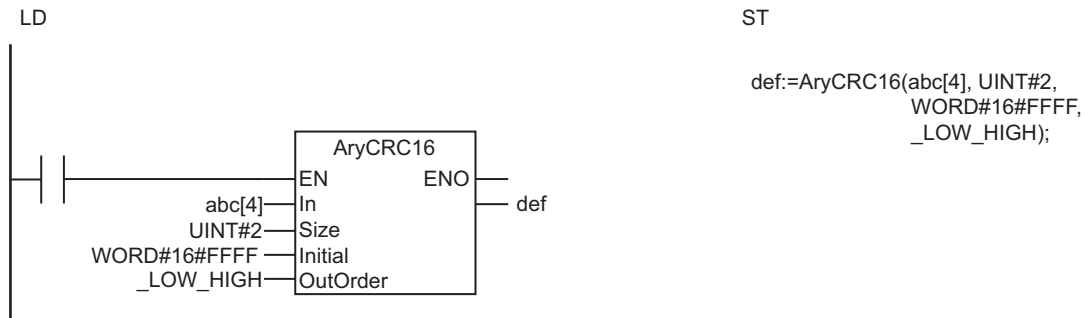 LD
ST
def:=AryCRC16(abc[4], UINT#2,
WORD#16#FFFF,
_LOW_HIGH);
AryCRC16
EN ENO
abc[4] In def
UINT#2 Size
WORD#16#FFFF Initial
_LOW_HIGH OutOrder